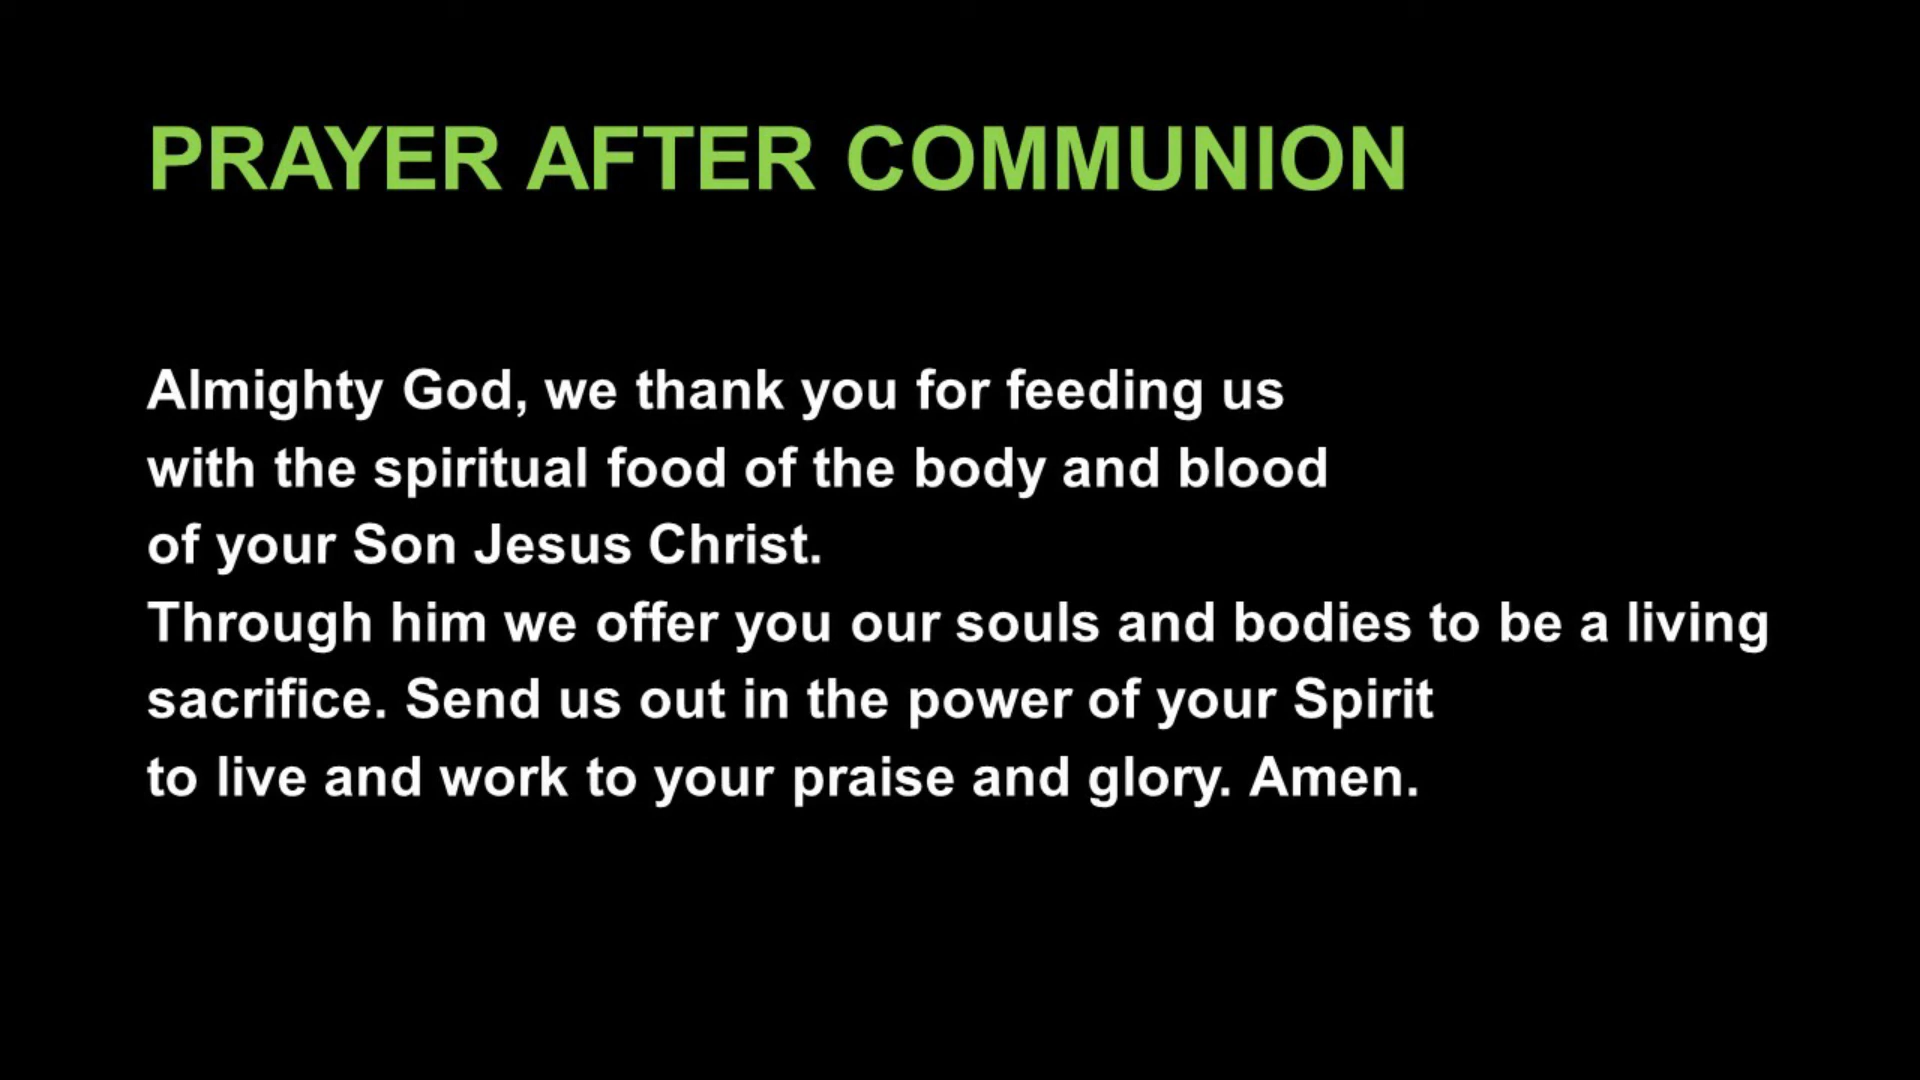 PRAYER AFTER COMMUNION
Almighty God, we thank you for feeding us
with the spiritual food of the body and blood
of your Son Jesus Christ.
Through him we offer you our souls and bodies to be a living
sacrifice. Send us out in the power of your Spirit
to live and work to your praise and glory. Amen.